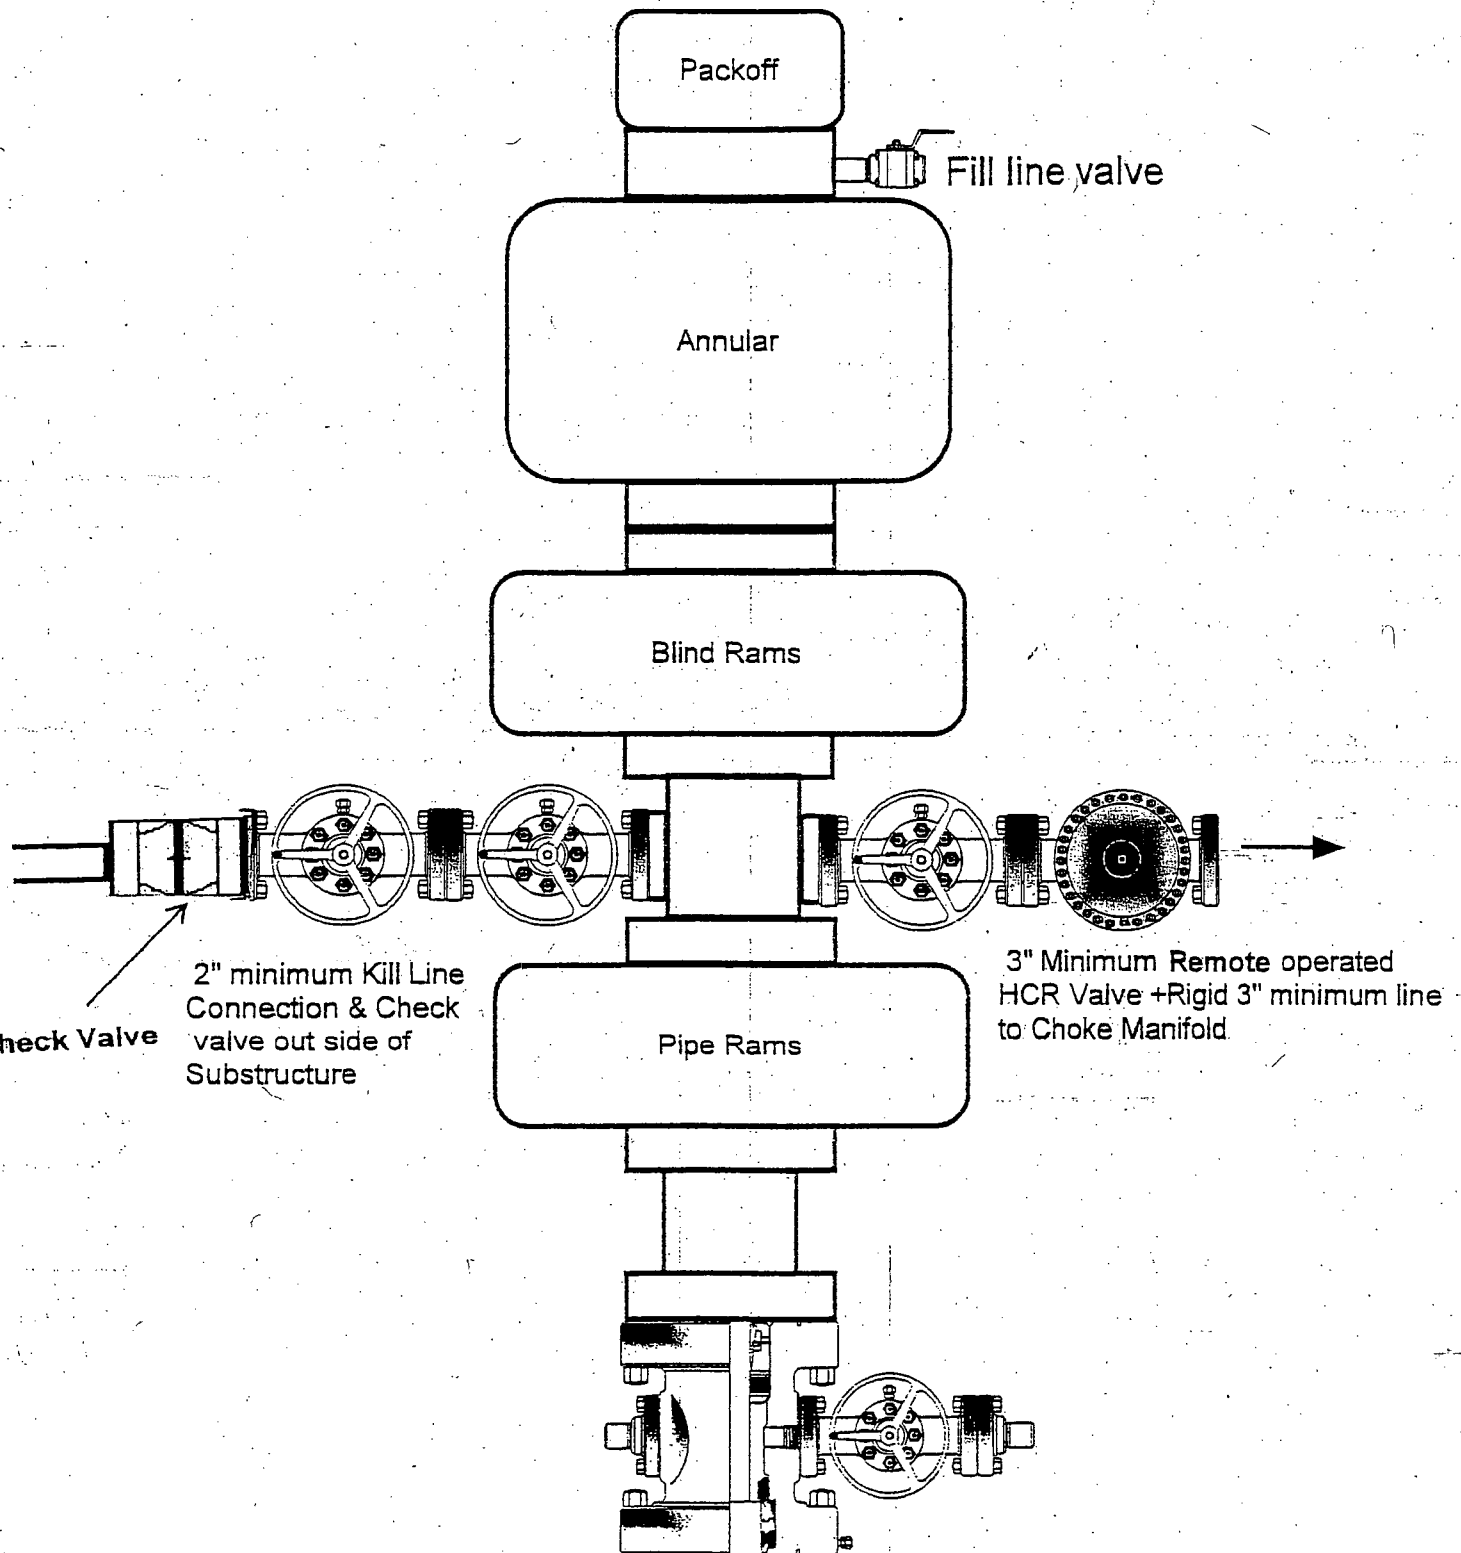 Packoff
Fill line valve
Annular
Blind Rams
2" minimum Kill Line
Connection & Check
valve out side of
Substructure
heck Valve
3" Minimum Remote operated
HCR Valve +Rigid 3" minimum line
to Choke Manifold
Pipe Rams